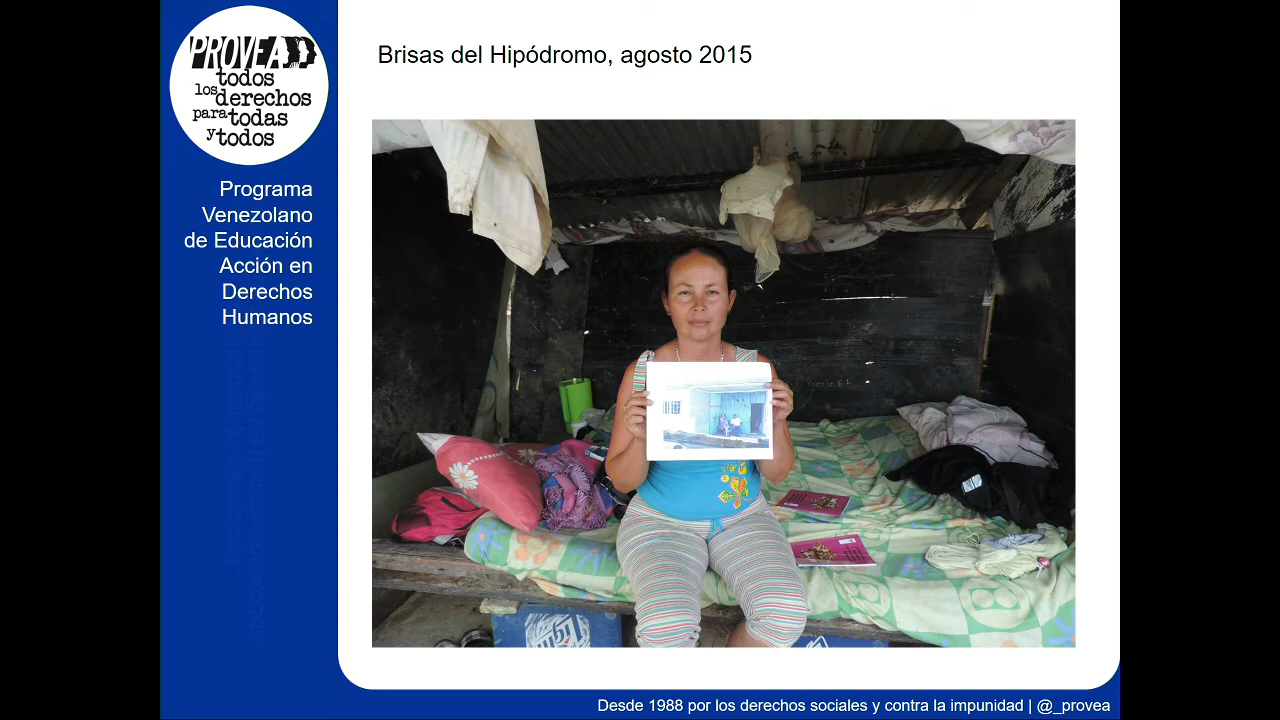 PROVEA
todos
los derechos
para todas
y todos
Programa
Venezolano
de Educación
Acción en
Derechos
Humanos
Brisas del Hipódromo, agosto 2015
Desde 1988 por los derechos sociales y contra la impunidad | @_provea